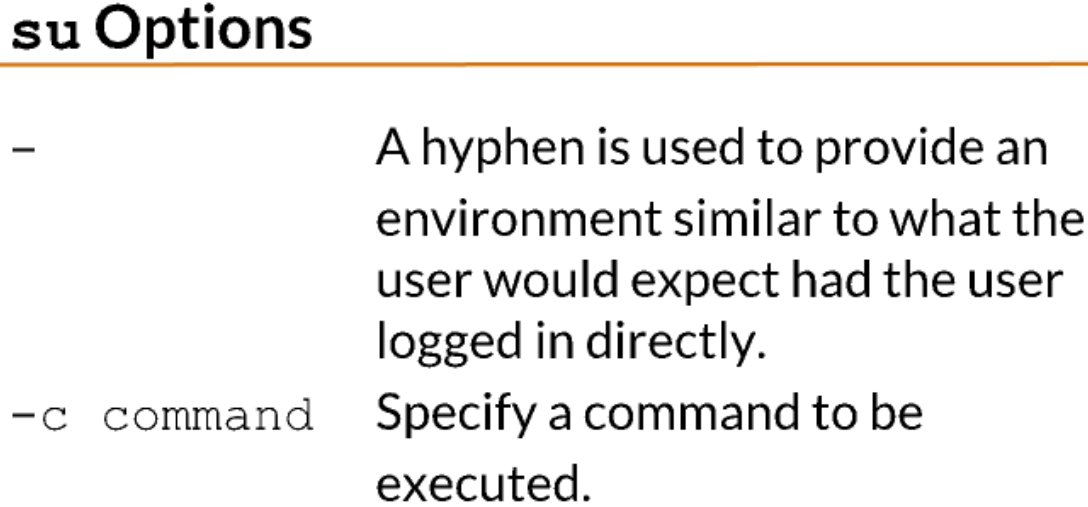 su Options
– A hyphen is used to provide an
environment similar to what the
user would expect had the user
logged in directly.
-c command Specify a command to be
executed.